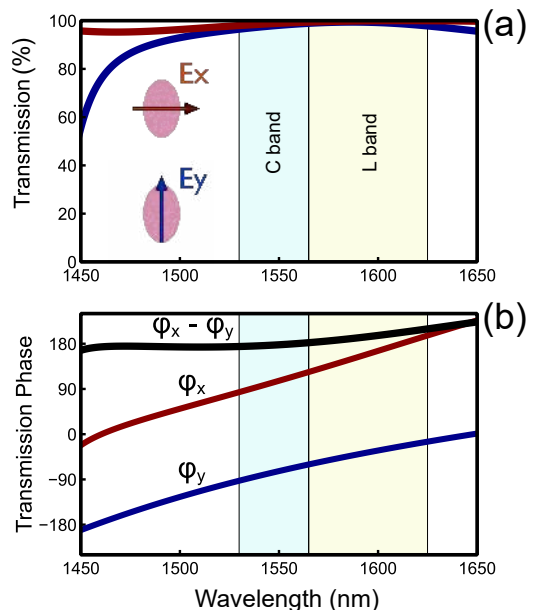 (a)
Transmission (%)
100
80
60
40
20
0
Ex
Ey
C band
L band
1450
1500
1550
1600
1650
(b)
Transmission Phase
180
90
0
−90
−180
φx - φy
φx
φy
1450
1500
1550
1600
1650
Wavelength (nm)